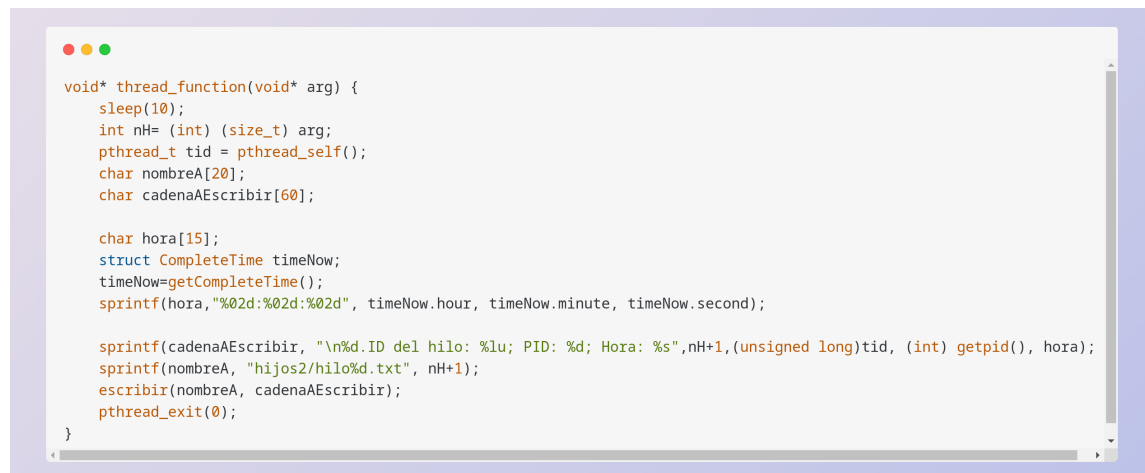 void* thread_function(void* arg) {
    sleep(10);
    int nH= (int) (size_t) arg;
    pthread_t tid = pthread_self();
    char nombreA[20];
    char cadenaAEscribir[60];

    char hora[15];
    struct CompleteTime timeNow;
    timeNow=getCompleteTime();
    sprintf(hora,"%02d:%02d:%02d", timeNow.hour, timeNow.minute, timeNow.second);

    sprintf(cadenaAEscribir, "\n%d.ID del hilo: %lu; PID: %d; Hora: %s",nH+1,(unsigned long)tid, (int) getpid(), hora);
    sprintf(nombreA, "hijos2/hilo%d.txt", nH+1);
    escribir(nombreA, cadenaAEscribir);
    pthread_exit(0);
}